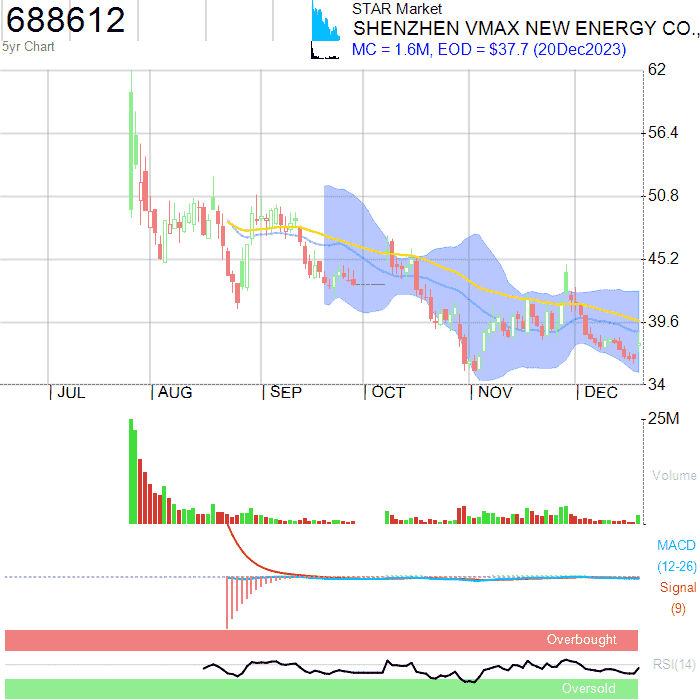 688612
5yr Chart
STAR Market
SHENZHEN VMAX NEW ENERGY CO.,
MC = 1.6M, EOD = $37.7 (20Dec2023)
62
56.4
50.8
45.2
39.6
34
JUL AUG SEP OCT NOV DEC
25M
Volume
MACD
(12-26)
Signal
(9)
Overbought
RSI(14)
Oversold